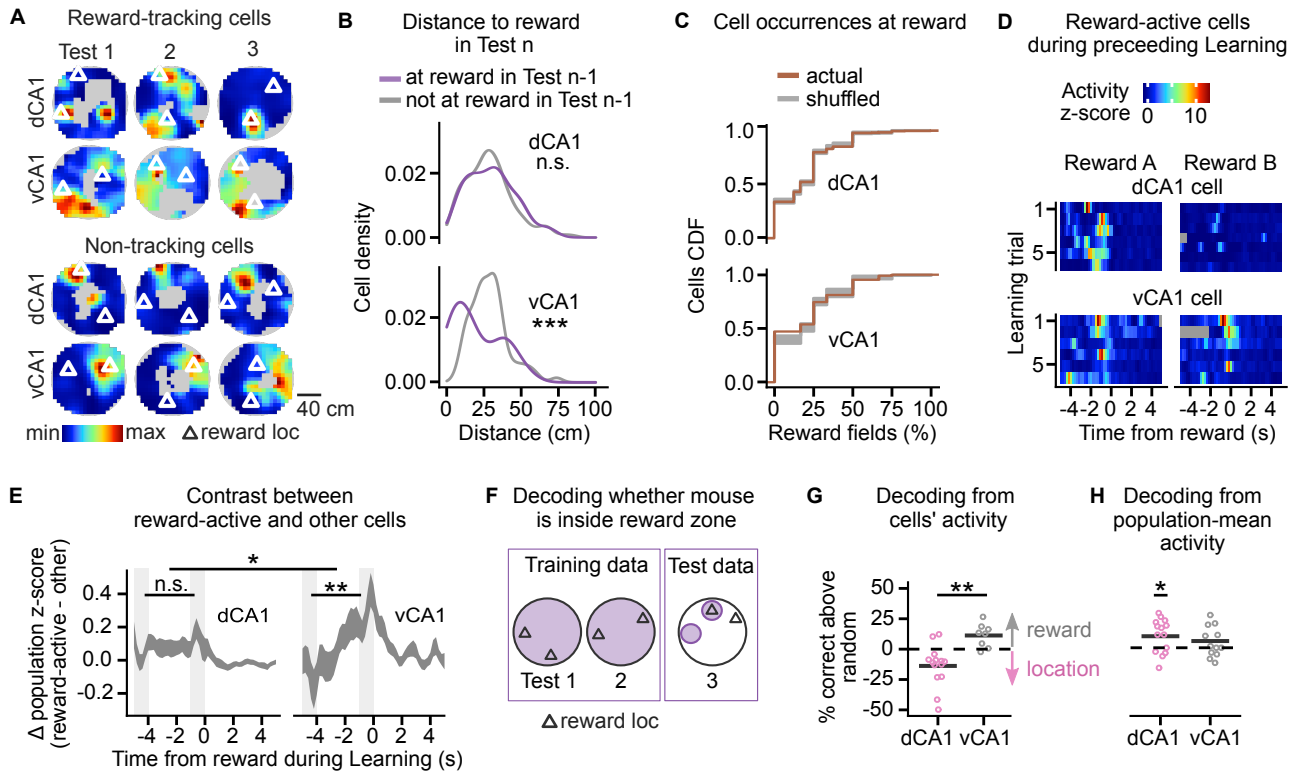 A
Reward-tracking cells
Test 1
2
3
dCA1
vCA1
Non-tracking cells
dCA1
vCA1
40 cm
min
max
reward loc
B
Distance to reward
in Test n
at reward in Test n-1
not at reward in Test n-1
dCA1
n.s.
0.02
0.00
Cell density
vCA1
***
0.02
0.00
0
25
50
75
100
Distance (cm)
C
Cell occurrences at reward
actual
shuffled
1.0
0.5
0.0
dCA1
Cells CDF
1.0
0.5
0.0
vCA1
0
25
50
75
100
Reward fields (%)
D
Reward-active cells
during preceeding Learning
Activity
z-score
0
10
Reward A
Reward B
dCA1 cell
1
5
Learning trial
vCA1 cell
1
5
-4
-2
0
2
4
-4
-2
0
2
4
Time from reward (s)
E
Contrast between
reward-active and other cells
Δ population z-score
(reward-active - other)
0.4
0.2
0.0
-0.2
*
n.s.
**
dCA1
vCA1
-4
-2
0
2
4
-4
-2
0
2
4
Time from reward during Learning (s)
F
Decoding whether mouse
is inside reward zone
Training data
Test data
Test 1
2
3
reward loc
G
Decoding from
cells' activity
% correct above
random
50
25
0
-25
-50
**
reward
location
dCA1
vCA1
H
Decoding from
population-mean
activity
*
50
25
0
-25
-50
dCA1
vCA1